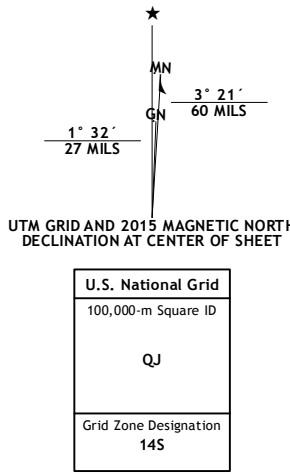 ★
MN
3° 21´
60 MILS
GN
1° 32´
27 MILS
UTM GRID AND 2015 MAGNETIC NORTH
DECLINATION AT CENTER OF SHEET
U.S. National Grid
100,000-m Square ID
QJ
Grid Zone Designation
14S